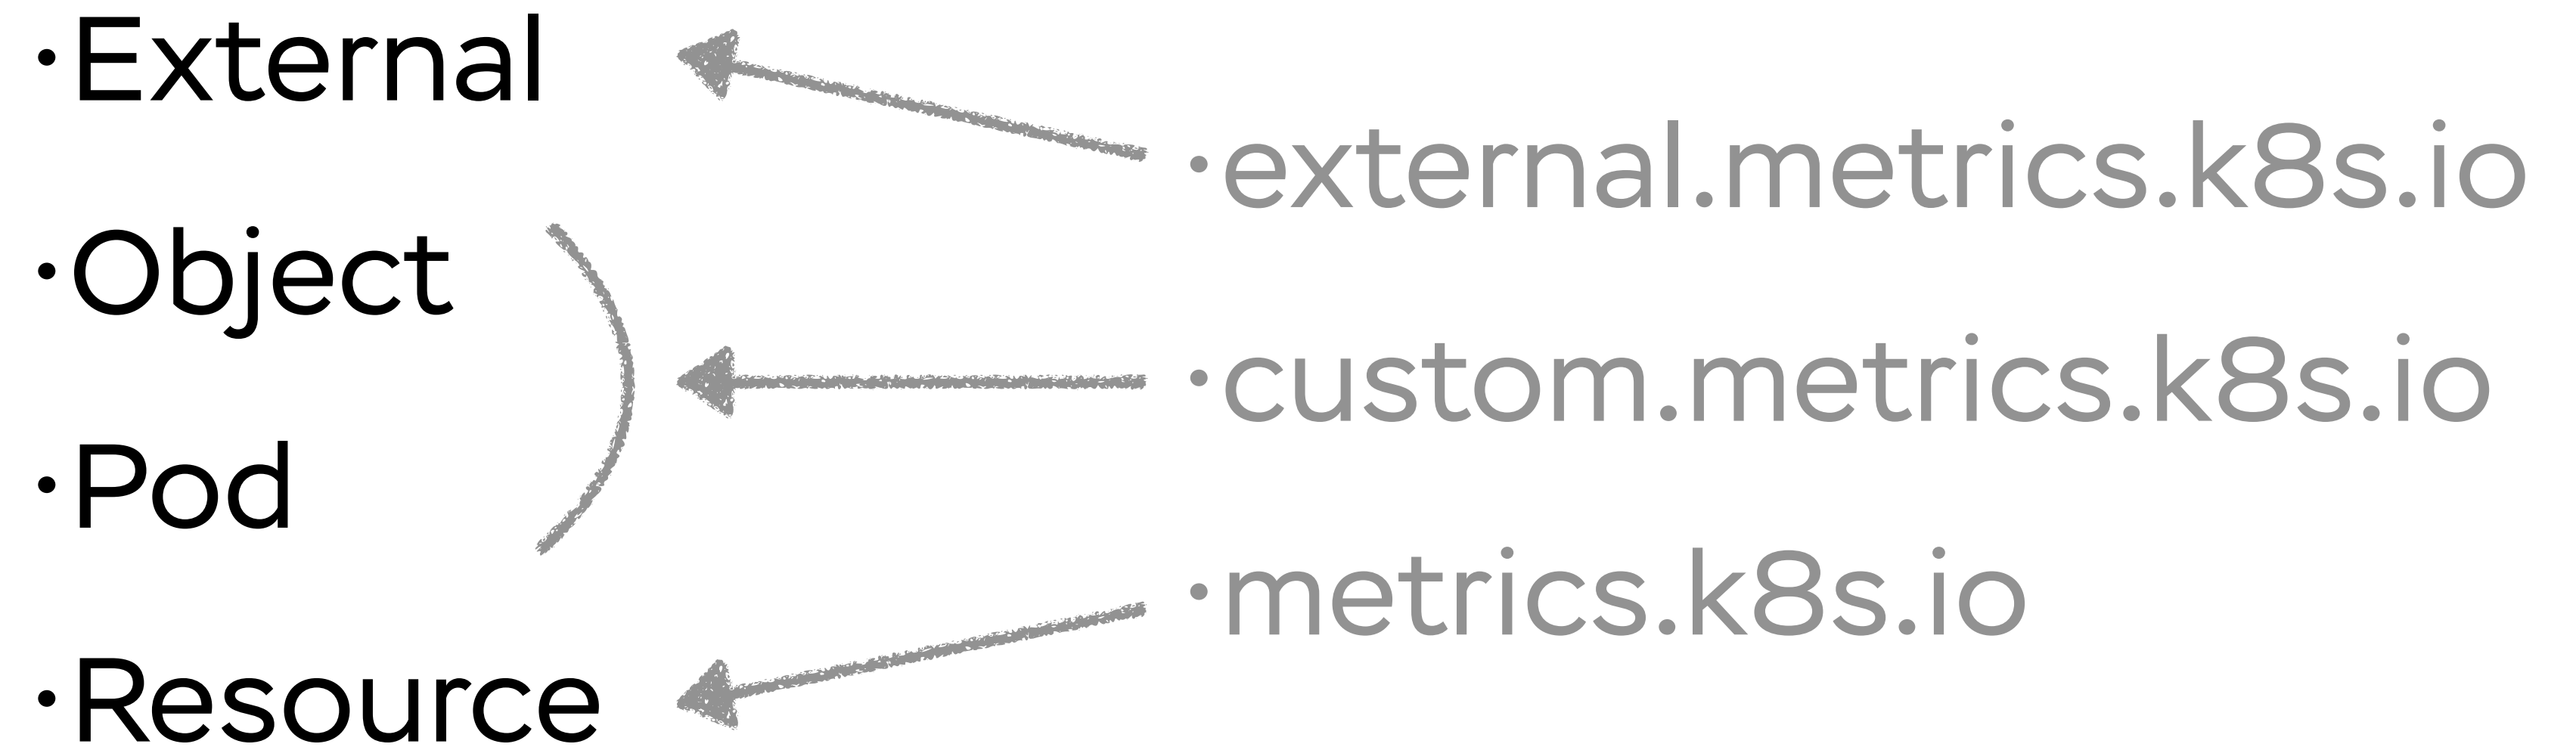 •External
•Object
•Pod
•Resource
•external.metrics.k8s.io
•custom.metrics.k8s.io
•metrics.k8s.io